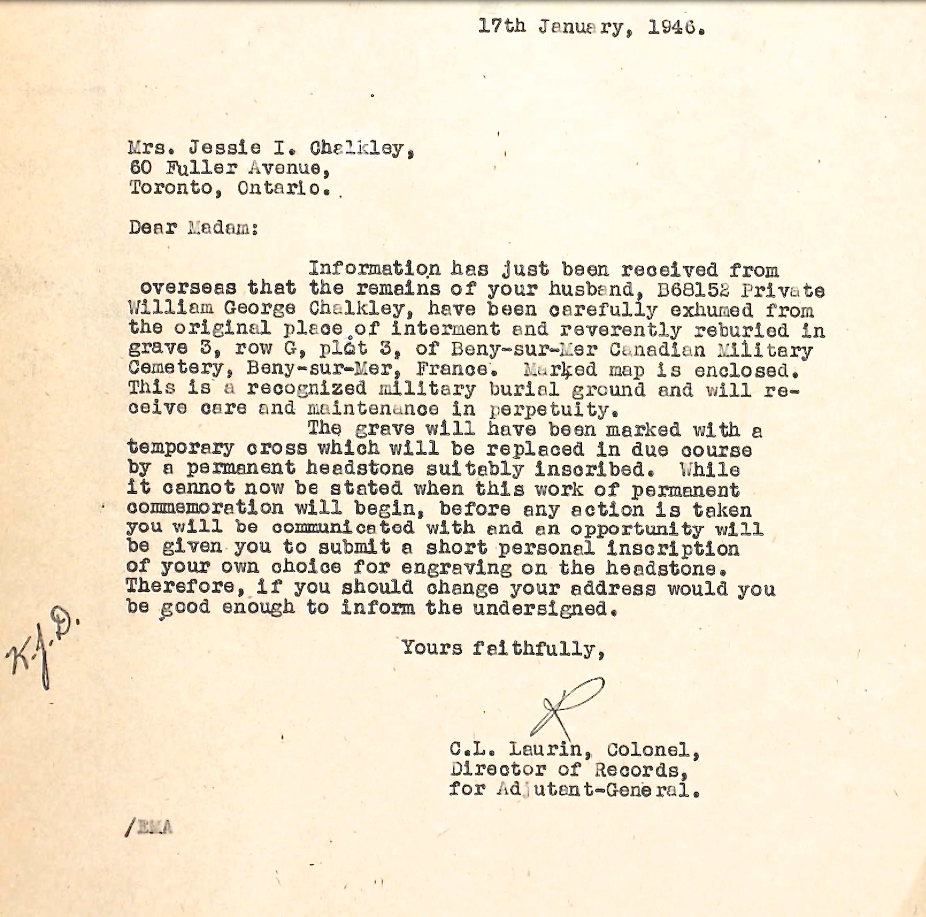 17th January, 1946.
Mrs. Jessie I. Chalkley,
60 Fuller Avenue,
Toronto, Ontario.
Dear Madam:
Information has just been received from
overseas that the remains of your husband, B68152 Private
William George Chalkley, have been carefully exhumed from
the original place of interment and reverently reburied in
grave 3, row G, plot 3, of Beny-sur-Mer Canadian Military
Cemetery, Beny-sur-Mer, France. Marked map is enclosed.
This is a recognized military burial ground and will re-
ceive care and maintenance in perpetuity.
The grave will have been marked with a
temporary cross which will be replaced in due course
by a permanent headstone suitably inscribed. While
it cannot now be stated when this work of permanent
commemoration will begin, before any action is taken
you will be communicated with and an opportunity will
be given you to submit a short personal inscription
of your own choice for engraving on the headstone.
Therefore, if you should change your address would you
be good enough to inform the undersigned.
K.J.D.
Yours faithfully,
C.L. Laurin, Colonel,
Director of Records,
for Adjutant-General.
/BMA